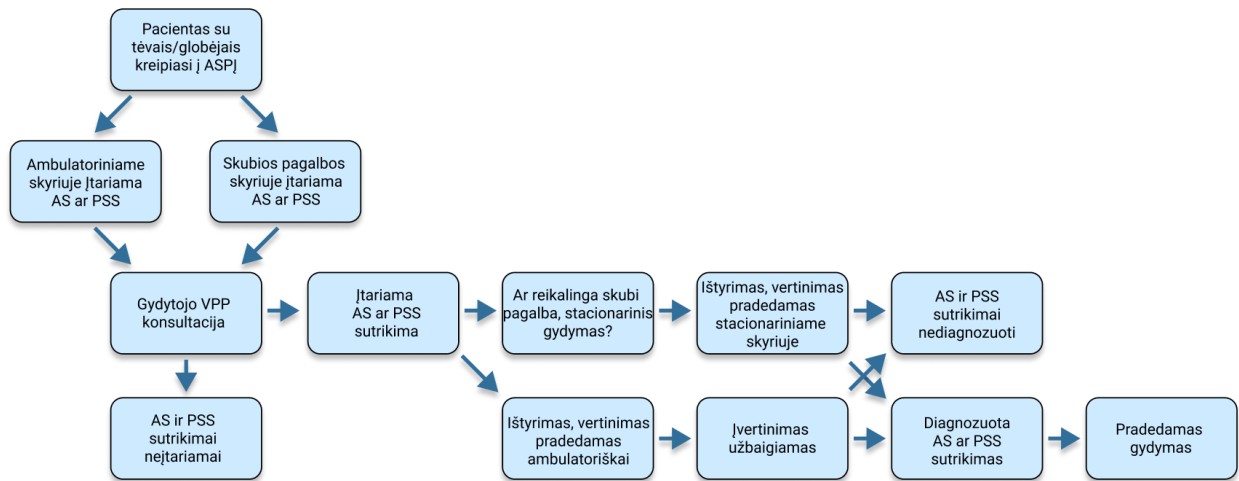 Pacientas su
tėvais/globėjais
kreipiasi į ASPĮ
Ambulatoriniame
skyriuje Įtariama
AS ar PSS
Skubios pagalbos
skyriuje įtariama
AS ar PSS
Gydytojo VPP
konsultacija
Įtariama
AS ar PSS
sutrikima
Ar reikalinga skubi
pagalba, stacionarinis
gydymas?
Ištyrimas, vertinimas
pradedamas
stacionariniame
skyriuje
AS ir PSS
sutrikimai
nediagnozuoti
AS ir PSS
sutrikimai
neįtariamai
Ištyrimas, vertinimas
pradedamas
ambulatoriškai
Įvertinimas
užbaigiamas
Diagnozuota
AS ar PSS
sutrikimas
Pradedamas
gydymas